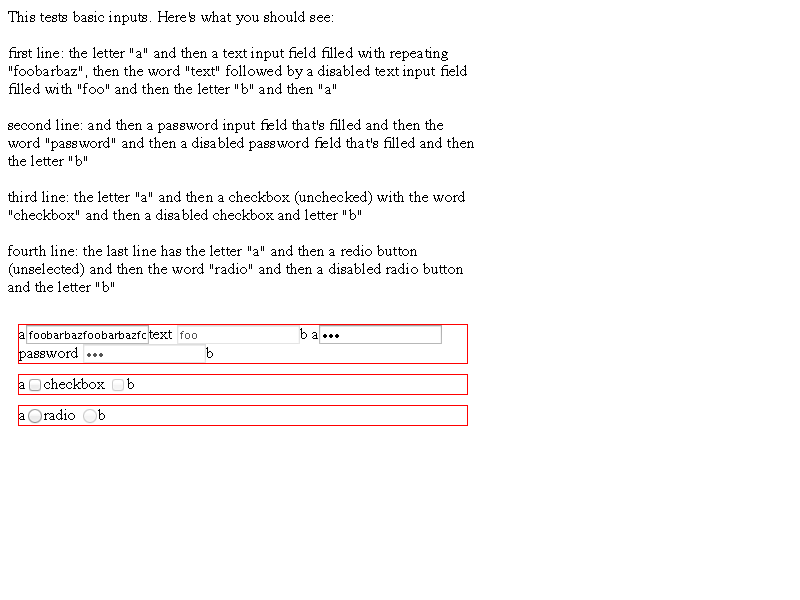 This tests basic inputs. Here's what you should see:
first line: the letter "a" and then a text input field filled with repeating
"foobarbaz", then the word "text" followed by a disabled text input field
filled with "foo" and then the letter "b" and then "a"
second line: and then a password input field that's filled and then the
word "password" and then a disabled password field that's filled and then
the letter "b"
third line: the letter "a" and then a checkbox (unchecked) with the word
"checkbox" and then a disabled checkbox and letter "b"
fourth line: the last line has the letter "a" and then a redio button
(unselected) and then the word "radio" and then a disabled radio button
and the letter "b"
a foobarbazfoobarbazfc text foo b a •••
password ••• b
a checkbox b
a radio b